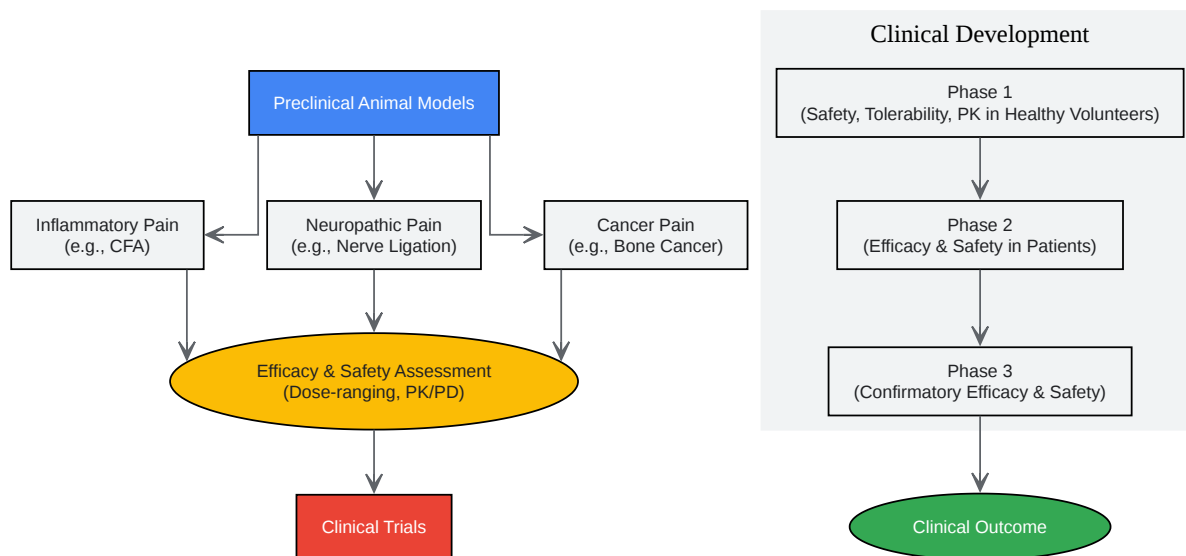 Preclinical Animal Models
Inflammatory Pain
(e.g., CFA)
Neuropathic Pain
(e.g., Nerve Ligation)
Cancer Pain
(e.g., Bone Cancer)
Efficacy & Safety Assessment
(Dose-ranging, PK/PD)
Clinical Trials
Clinical Development
Phase 1
(Safety, Tolerability, PK in Healthy Volunteers)
Phase 2
(Efficacy & Safety in Patients)
Phase 3
(Confirmatory Efficacy & Safety)
Clinical Outcome